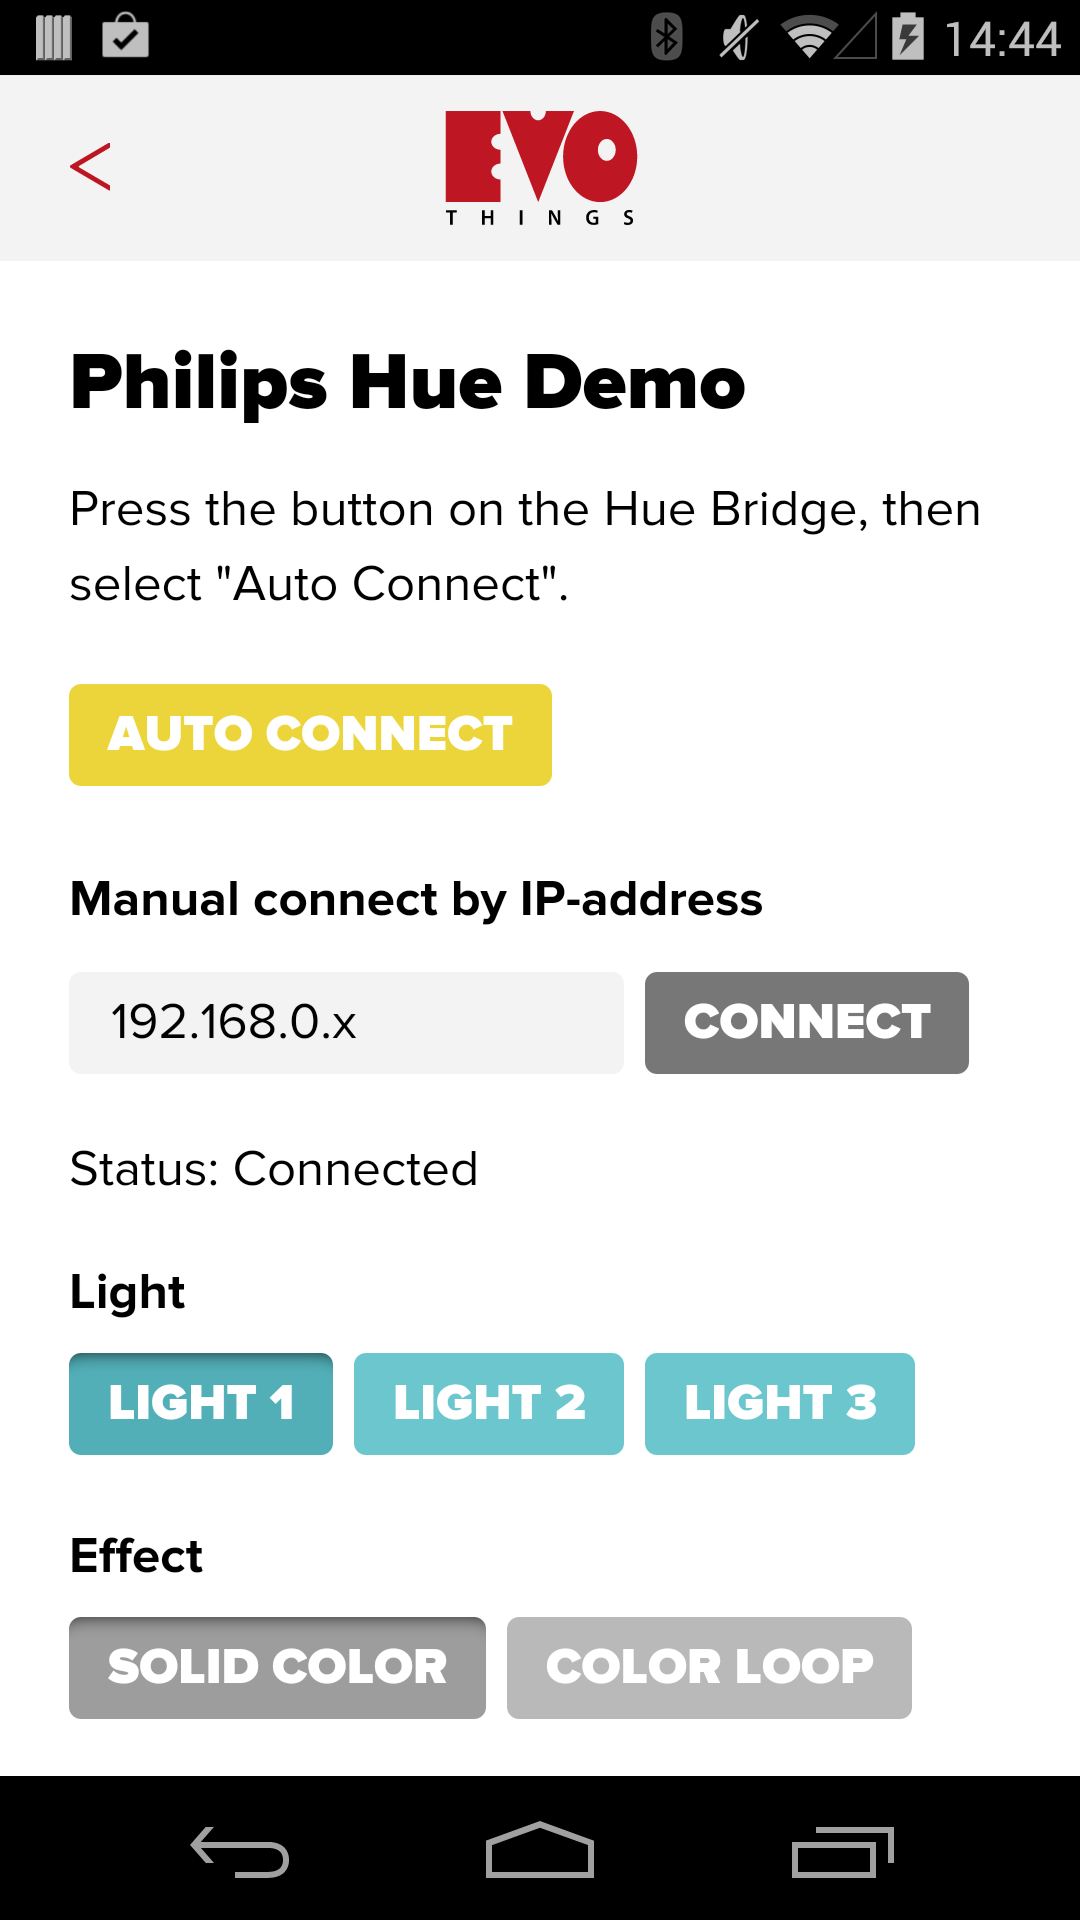 14:44
EVO
THINGS
Philips Hue Demo
Press the button on the Hue Bridge, then
select "Auto Connect".
AUTO CONNECT
Manual connect by IP-address
192.168.0.x CONNECT
Status: Connected
Light
LIGHT 1 LIGHT 2 LIGHT 3
Effect
SOLID COLOR COLOR LOOP